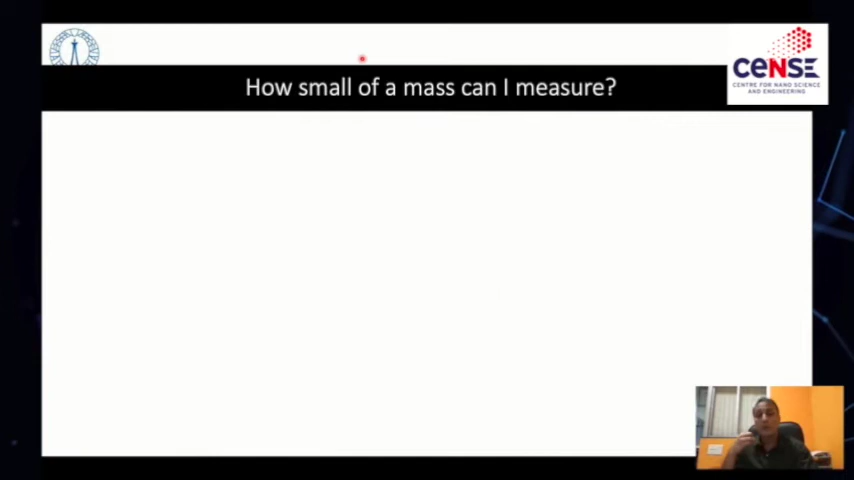 How small of a mass can I measure?
CeNSE
CENTRE FOR NANO SCIENCE
AND ENGINEERING